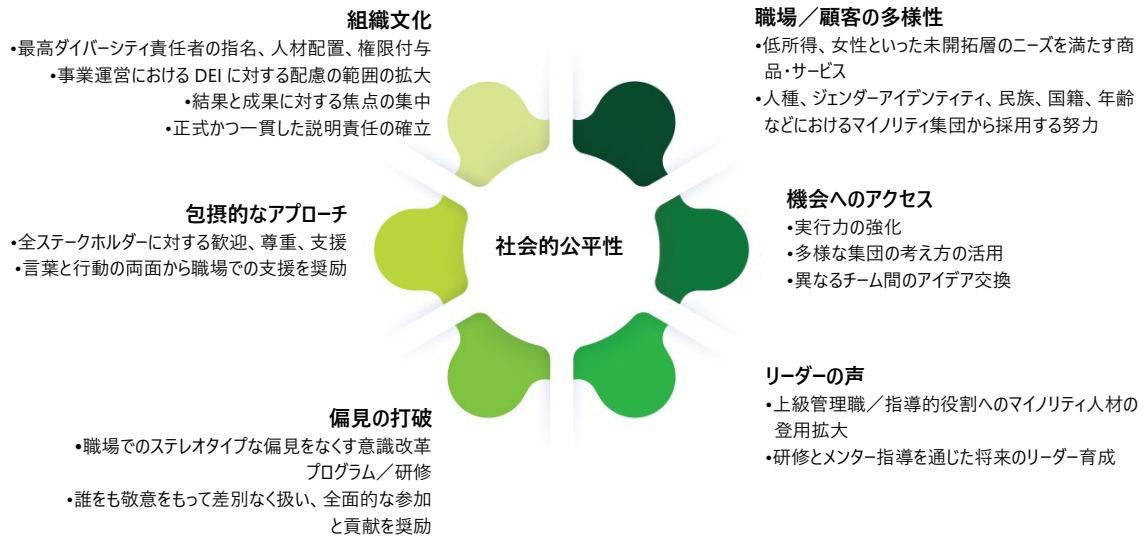 組織文化
•最高ダイバーシティ責任者の指名、人材配置、権限付与
•事業運営における DEI に対する配慮の範囲の拡大
•結果と成果に対する焦点の集中
•正式かつ一貫した説明責任の確立
職場／顧客の多様性
•低所得、女性といった未開拓層のニーズを満たす商
品・サービス
•人種、ジェンダーアイデンティティ、民族、国籍、年齢
などにおけるマイノリティ集団から採用する努力
包摂的なアプローチ
•全ステークホルダーに対する歓迎、尊重、支援
•言葉と行動の両面から職場での支援を奨励
社会的公平性
機会へのアクセス
•実行力の強化
•多様な集団の考え方の活用
•異なるチーム間のアイデア交換
偏見の打破
•職場でのステレオタイプな偏見をなくす意識改革
プログラム／研修
•誰をも敬意をもって差別なく扱い、全面的な参加
と貢献を奨励
リーダーの声
•上級管理職／指導的役割へのマイノリティ人材の
登用拡大
•研修とメンター指導を通じた将来のリーダー育成